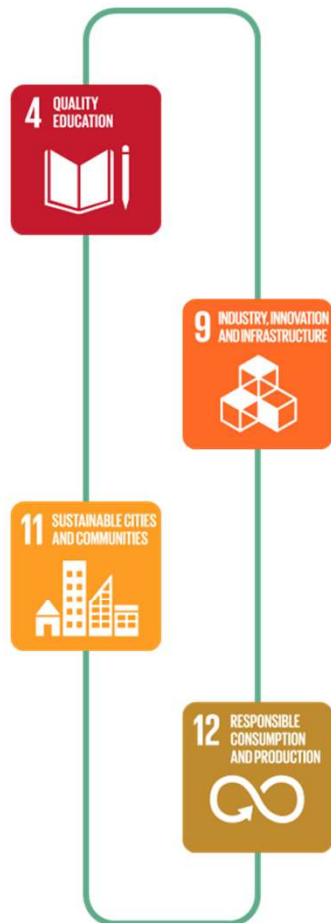 4 QUALITY
EDUCATION
9 INDUSTRY, INNOVATION
AND INFRASTRUCTURE
11 SUSTAINABLE CITIES
AND COMMUNITIES
12 RESPONSIBLE
CONSUMPTION
AND PRODUCTION